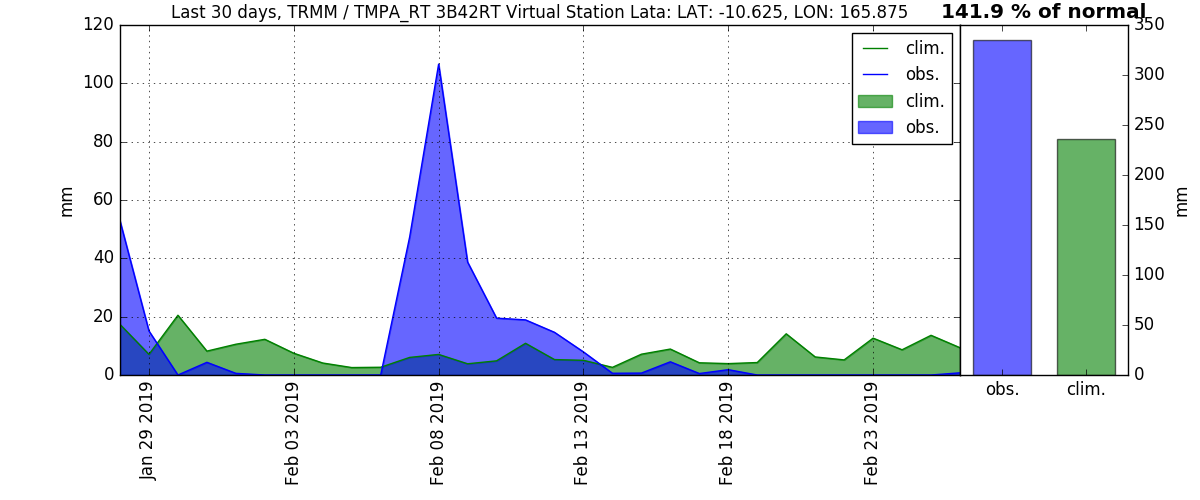 Last 30 days, TRMM / TMPA_RT 3B42RT Virtual Station Lata: LAT: -10.625, LON: 165.875
141.9 % of normal
120
100
80
60
40
20
0
mm
clim.
obs.
clim.
obs.
Jan 29 2019
Feb 03 2019
Feb 08 2019
Feb 13 2019
Feb 18 2019
Feb 23 2019
350
300
250
200
150
100
50
0
mm
obs.
clim.